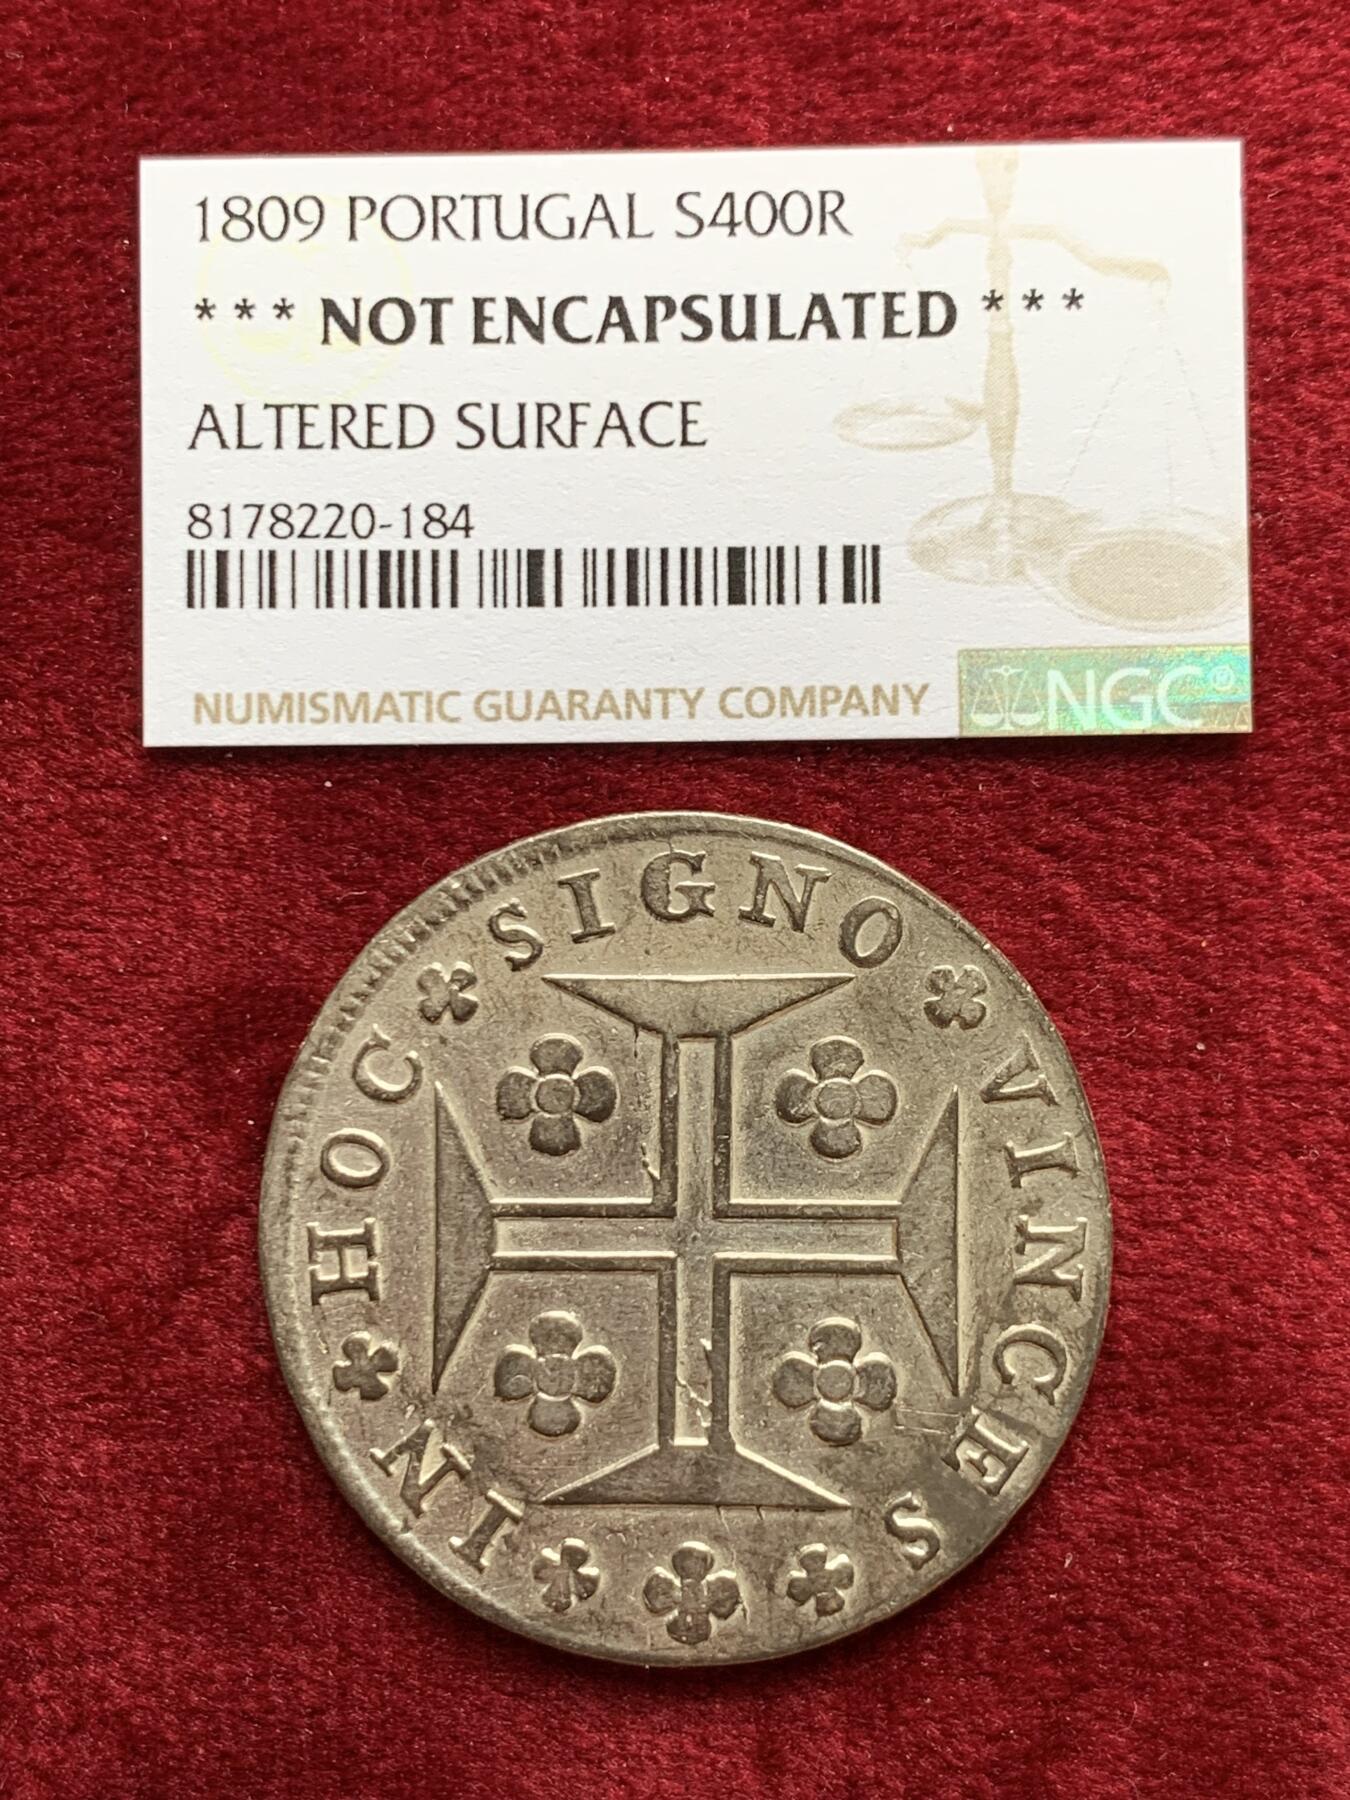 1809 PORTUGAL S400R
* * * NOT ENCAPSULATED * * *
ALTERED SURFACE
8178220-184
NUMISMATIC GUARANTY COMPANY
NGC®
IN HOC SIGNO VINCES